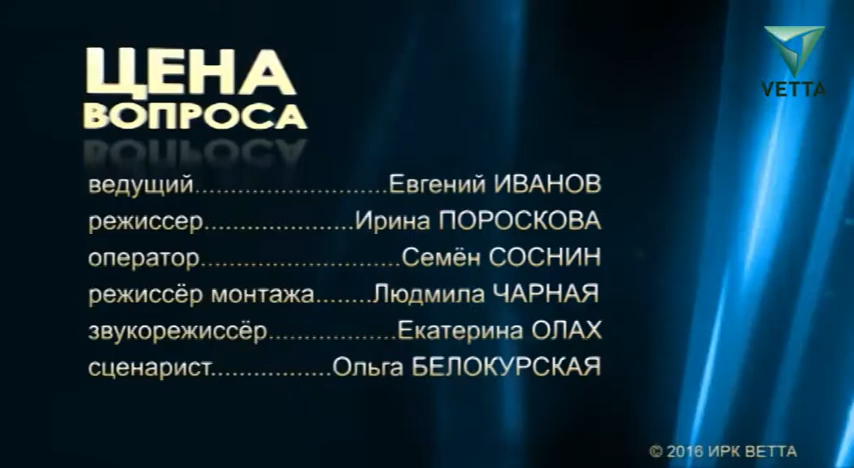 VETTA
ЦЕНА
ВОПРОСА
ведущий............................Евгений ИВАНОВ
режиссер......................Ирина ПОРОСКОВА
оператор.............................Семён СОСНИН
режиссёр монтажа........Людмила ЧАРНАЯ
звукорежиссёр..................Екатерина ОЛАХ
сценарист.................Ольга БЕЛОКУРСКАЯ
© 2016 ИРК ВЕТТА